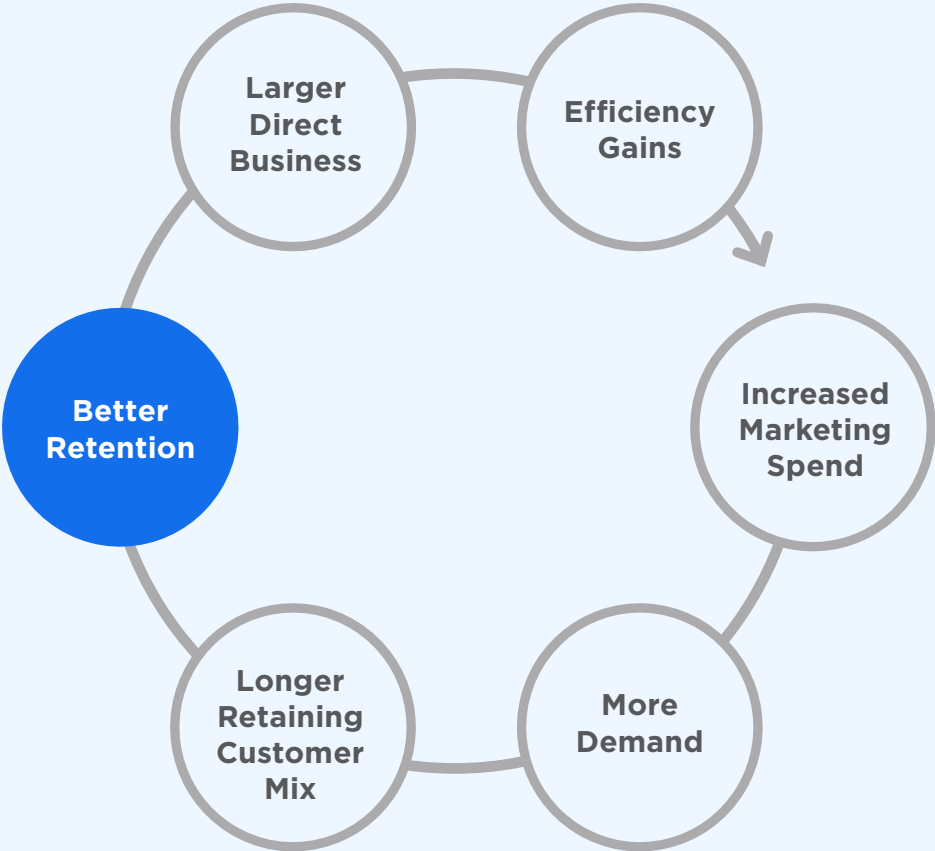 Larger
Direct
Business
Efficiency
Gains
Increased
Marketing
Spend
More
Demand
Longer
Retaining
Customer
Mix
Better
Retention